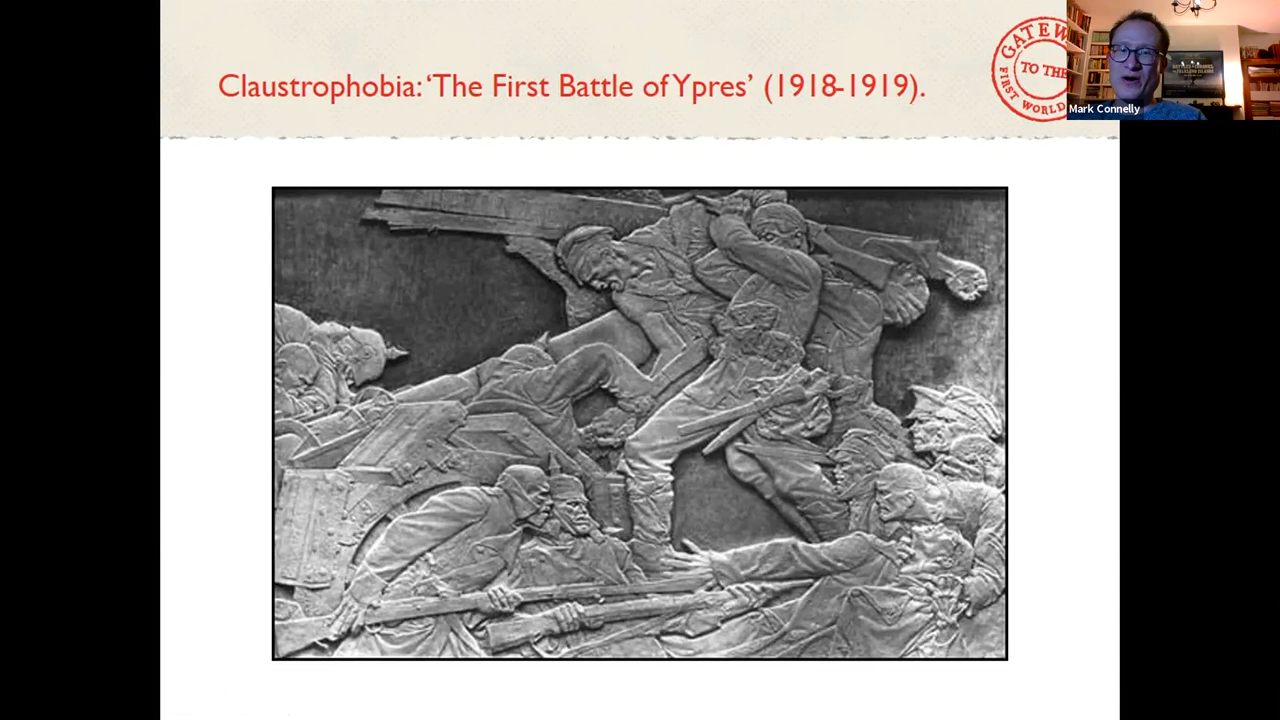 Claustrophobia: ‘The First Battle of Ypres’ (1918-1919).
GATEW
TO THE
FIRST WORLD
Mark Connelly